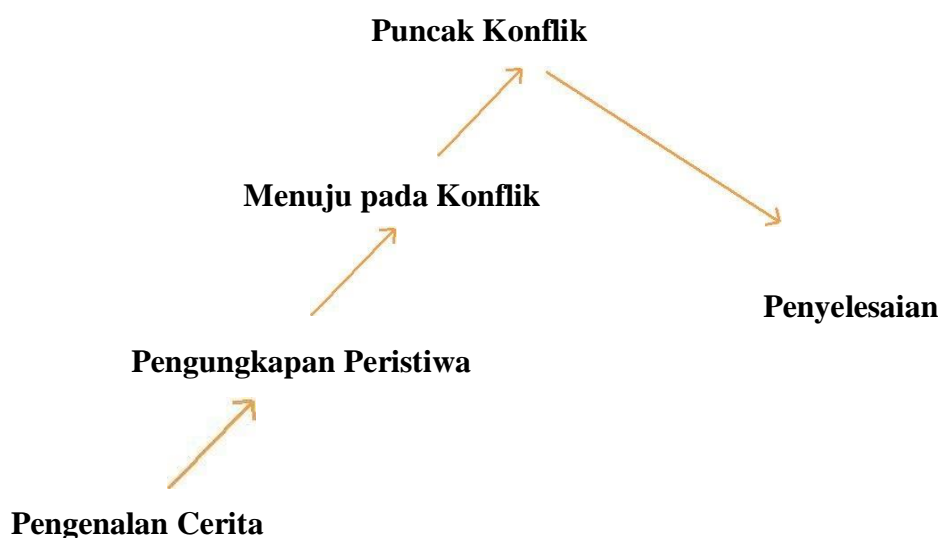 Puncak Konflik
Menuju pada Konflik
Penyelesaian
Pengungkapan Peristiwa
Pengenalan Cerita